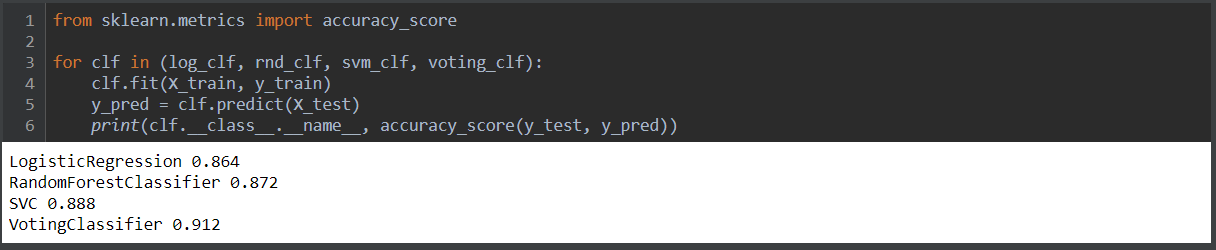 1 from sklearn.metrics import accuracy_score
2
3 for clf in (log_clf, rnd_clf, svm_clf, voting_clf):
4     clf.fit(X_train, y_train)
5     y_pred = clf.predict(X_test)
6     print(clf.__class__.__name__, accuracy_score(y_test, y_pred))
LogisticRegression 0.864
RandomForestClassifier 0.872
SVC 0.888
VotingClassifier 0.912